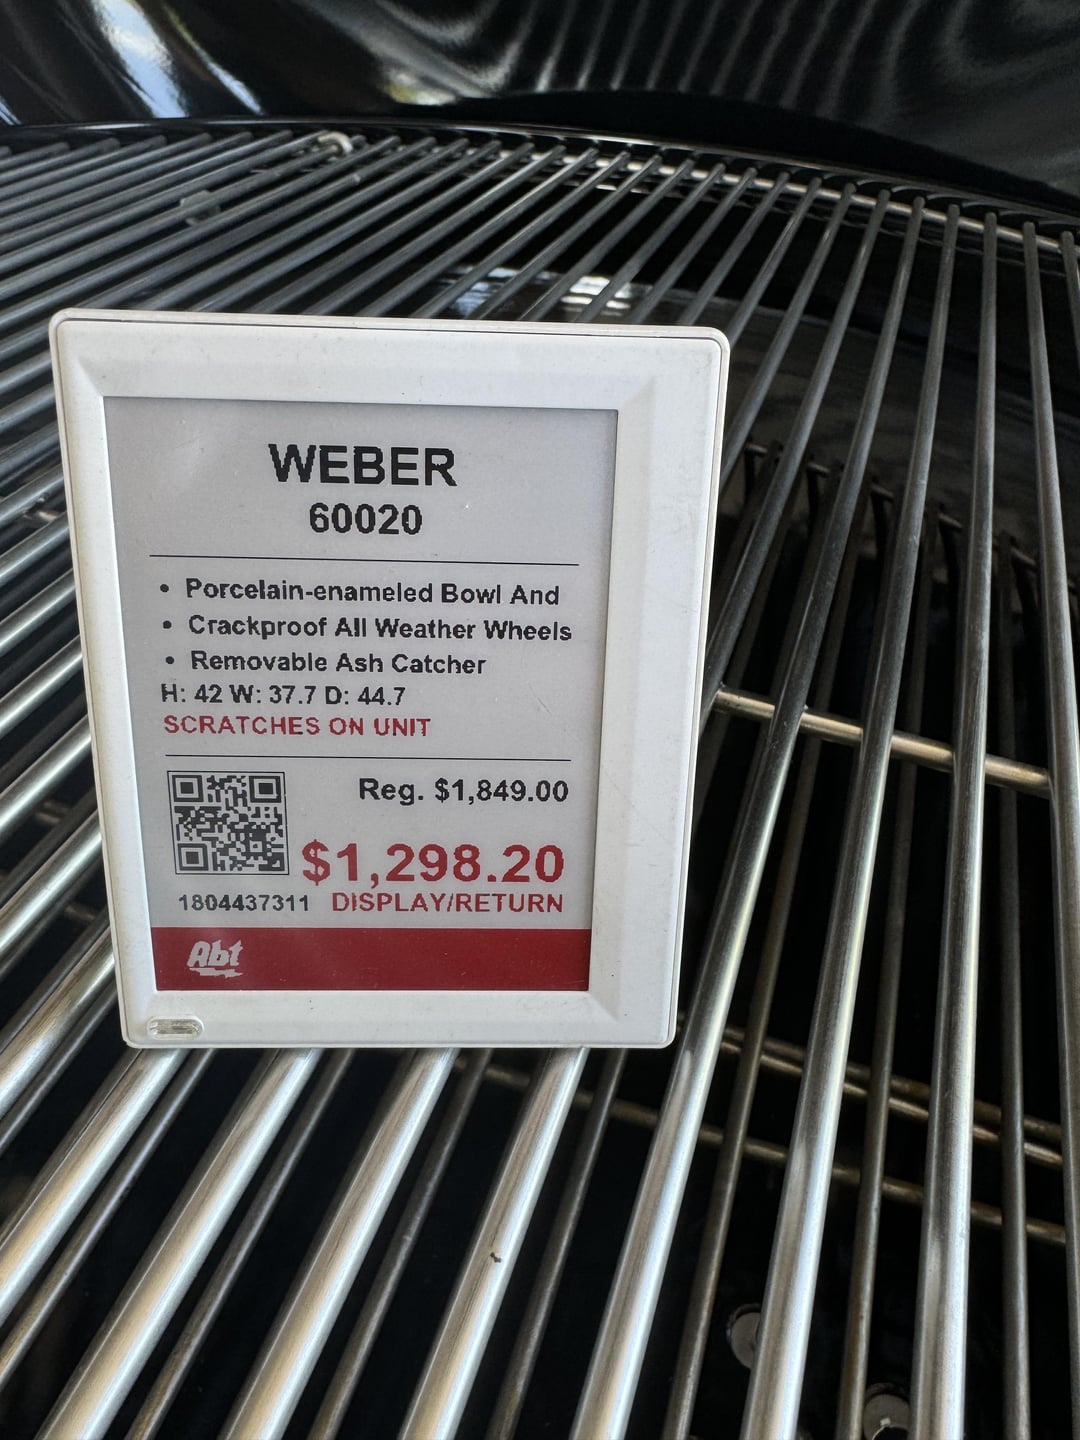 WEBER
60020
• Porcelain-enameled Bowl And
• Crackproof All Weather Wheels
• Removable Ash Catcher
H: 42 W: 37.7 D: 44.7
SCRATCHES ON UNIT
Reg. $1,849.00
$1,298.20
1804437311 DISPLAY/RETURN
Abt